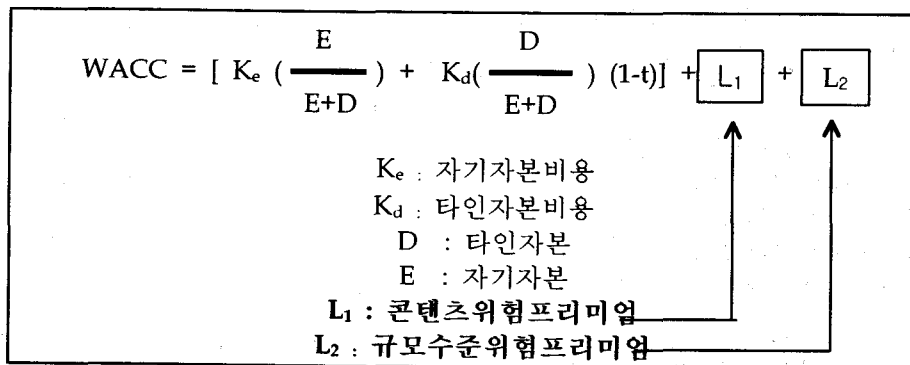 WACC = [ Ke ( E/E+D ) + Kd( D/E+D ) (1-t)] + L₁ + L₂
Ke : 자기자본비용
Kd : 타인자본비용
D : 타인자본
E : 자기자본
L₁ : 콘텐츠위험프리미엄
L₂ : 규모수준위험프리미엄